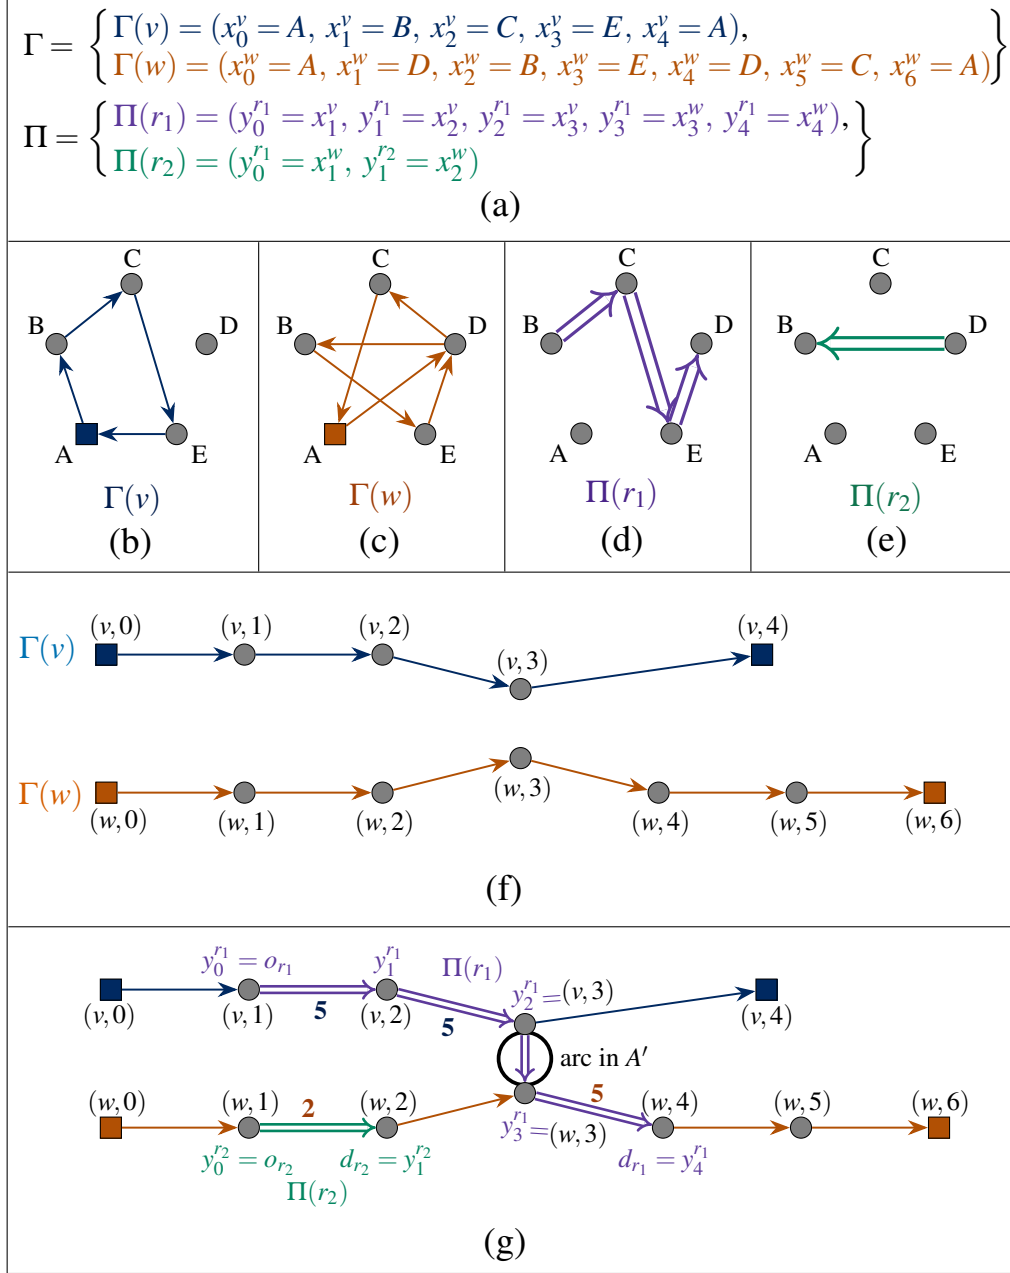 Γ = { Γ(v) = (x_0^v = A, x_1^v = B, x_2^v = C, x_3^v = E, x_4^v = A),
Γ(w) = (x_0^w = A, x_1^w = D, x_2^w = B, x_3^w = E, x_4^w = D, x_5^w = C, x_6^w = A) }
Π = { Π(r_1) = (y_0^{r_1} = x_1^v, y_1^{r_1} = x_2^v, y_2^{r_1} = x_3^v, y_3^{r_1} = x_3^w, y_4^{r_1} = x_4^w),
Π(r_2) = (y_0^{r_1} = x_1^w, y_1^{r_2} = x_2^w) }
(a)
C
B
D
A
E
Γ(v)
(b)
C
B
D
A
E
Γ(w)
(c)
C
B
D
A
E
Π(r_1)
(d)
C
B
D
A
E
Π(r_2)
(e)
(v,0) (v,1) (v,2) (v,4)
Γ(v)
(v,3)
Γ(w)
(w,3)
(w,0) (w,1) (w,2) (w,4) (w,5) (w,6)
(f)
y_0^{r_1} = o_{r_1} y_1^{r_1} Π(r_1)
y_2^{r_1} = (v,3)
(v,0) (v,1) 5 (v,2) 5 (v,4)
arc in A′
(w,0) (w,1) 2 (w,2) 5 (w,4) (w,5) (w,6)
y_3^{r_1} = (w,3)
y_0^{r_2} = o_{r_2} d_{r_2} = y_1^{r_2} d_{r_1} = y_4^{r_1}
Π(r_2)
(g)